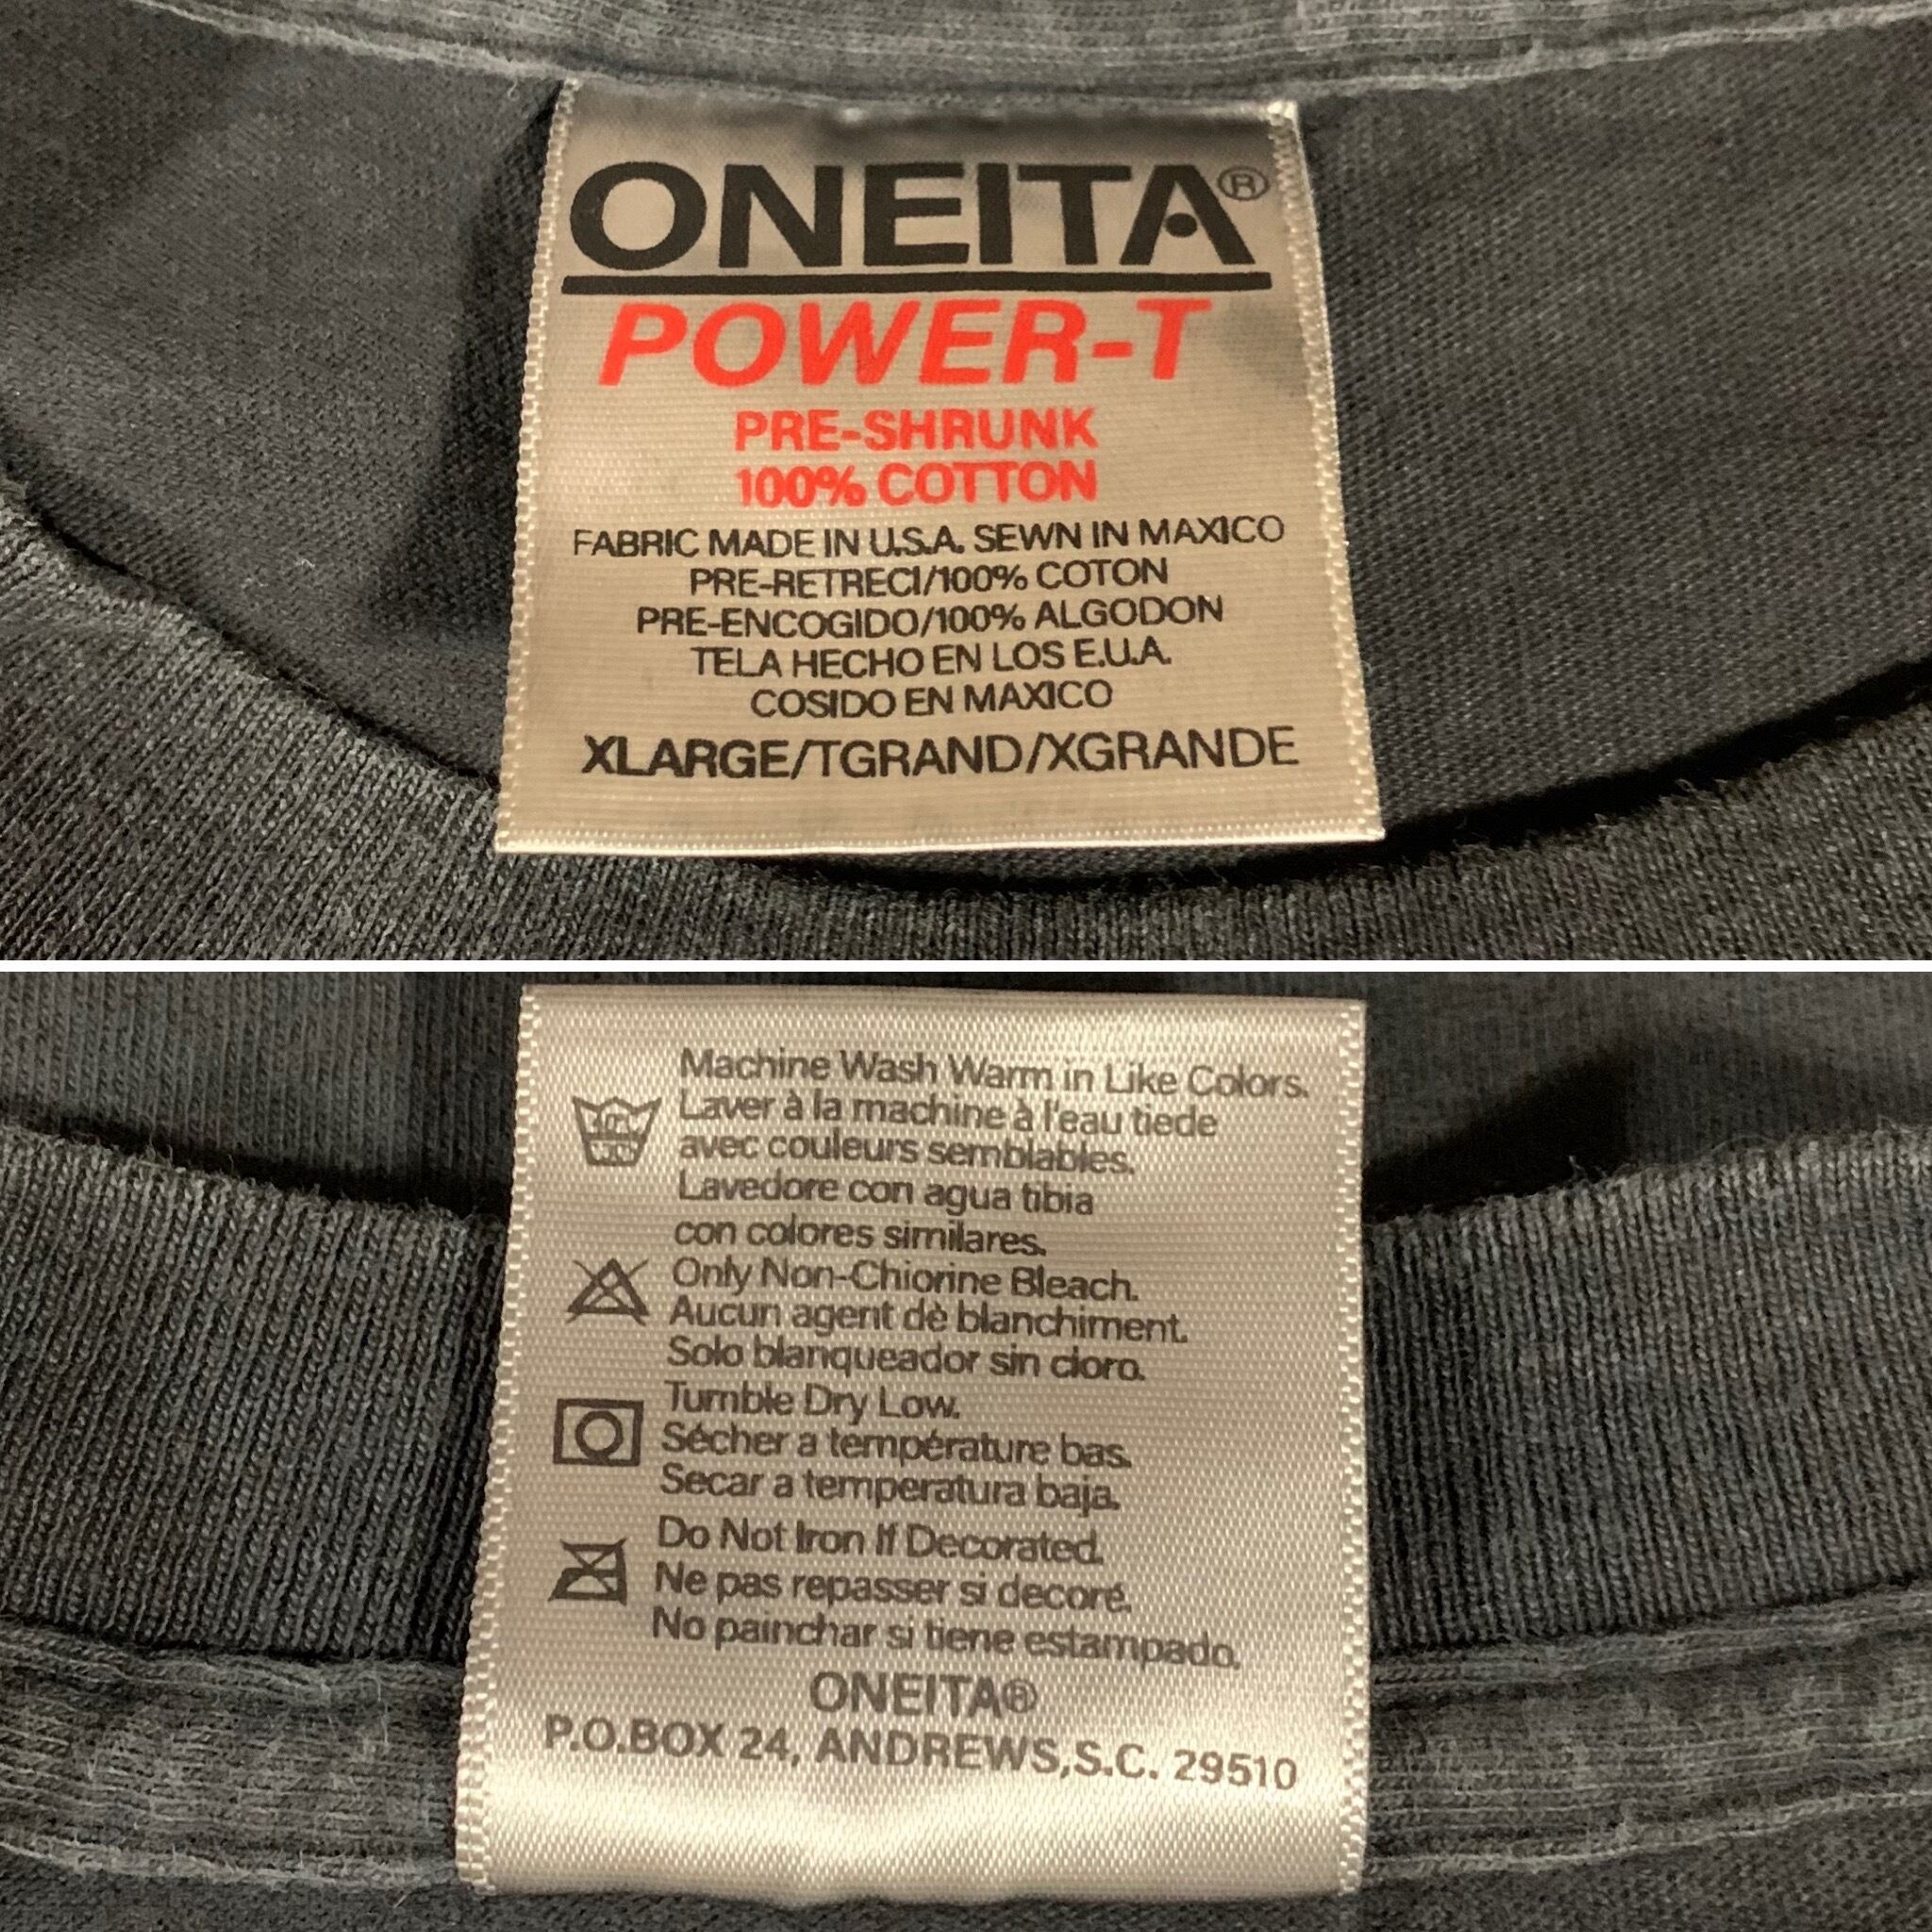 ONEITA®
POWER-T
PRE-SHRUNK
100% COTTON
FABRIC MADE IN U.S.A. SEWN IN MAXICO
PRE-RETRECI/100% COTON
PRE-ENCOGIDO/100% ALGODON
TELA HECHO EN LOS E.U.A.
COSIDO EN MAXICO
XLARGE/TGRAND/XGRANDE
Machine Wash Warm in Like Colors.
Laver à la machine à l'eau tiede
avec couleurs semblables.
Lavedore con agua tibia
con colores similares.
Only Non-Chiorine Bleach.
Aucun agent dè blanchiment.
Solo blanqueador sin cloro.
Tumble Dry Low.
Sécher a température bas.
Secar a temperatura baja.
Do Not Iron If Decorated.
Ne pas repasser si decoré.
No painchar si tiene estampado.
ONEITA®
P.O.BOX 24, ANDREWS,S.C. 29510